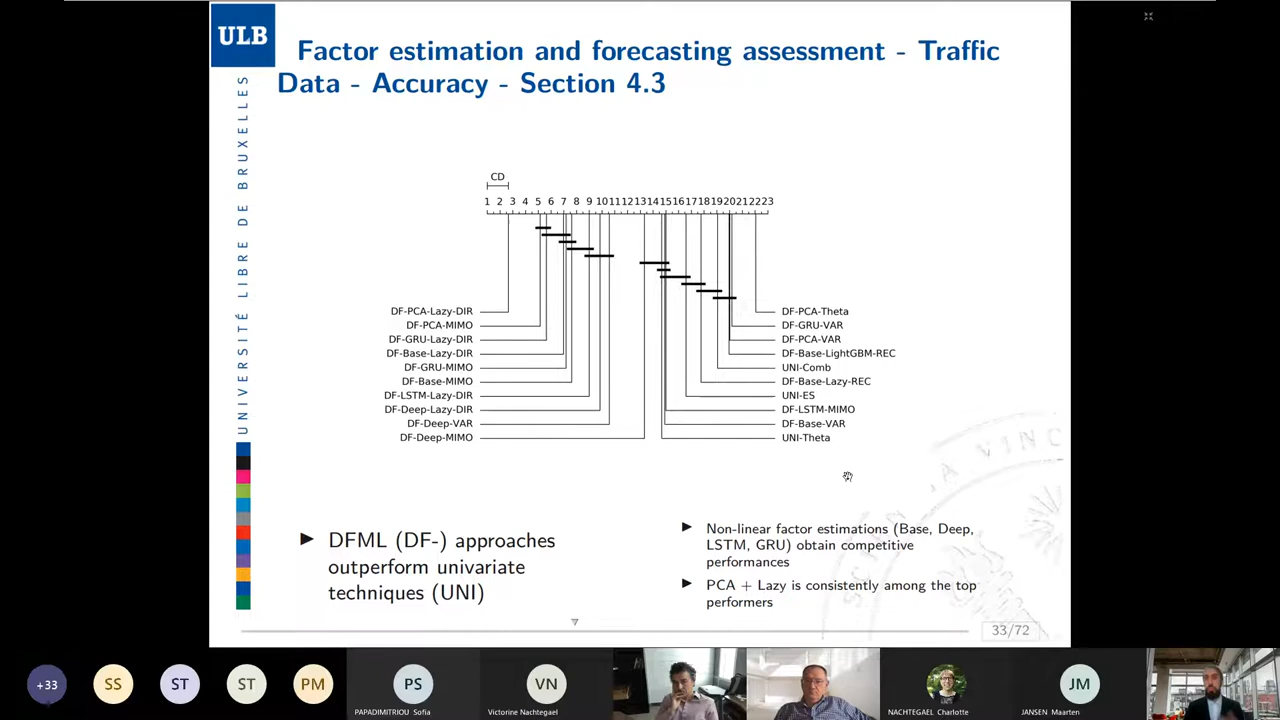 ULB
UNIVERSITÉ LIBRE DE BRUXELLES
Factor estimation and forecasting assessment - Traffic
Data - Accuracy - Section 4.3
CD
1 2 3 4 5 6 7 8 9 10 11 12 13 14 15 16 17 18 19 20 21 22 23
DF-PCA-Lazy-DIR
DF-PCA-MIMO
DF-GRU-Lazy-DIR
DF-Base-Lazy-DIR
DF-GRU-MIMO
DF-Base-MIMO
DF-LSTM-Lazy-DIR
DF-Deep-Lazy-DIR
DF-Deep-VAR
DF-Deep-MIMO
DF-PCA-Theta
DF-GRU-VAR
DF-PCA-VAR
DF-Base-LightGBM-REC
UNI-Comb
DF-Base-Lazy-REC
UNI-ES
DF-LSTM-MIMO
DF-Base-VAR
UNI-Theta
DFML (DF-) approaches
outperform univariate
techniques (UNI)
Non-linear factor estimations (Base, Deep,
LSTM, GRU) obtain competitive
performances
PCA + Lazy is consistently among the top
performers
33/72
+33
SS
ST
ST
PM
PS
PAPADIMITRIOU Sofia
VN
Victorine Nachtegael
NACHTEGAEL Charlotte
JM
JANSEN Maarten